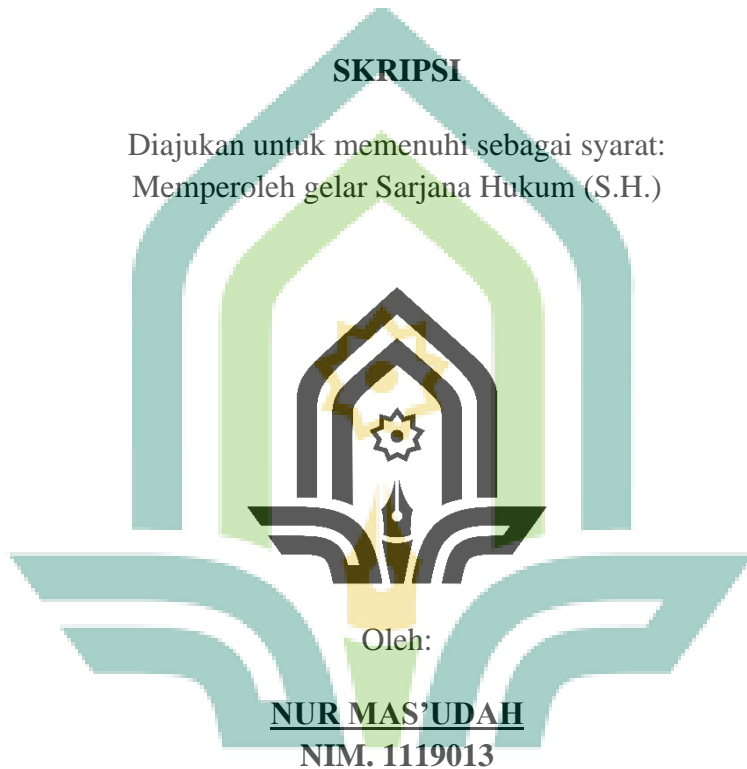 SKRIPSI
Diajukan untuk memenuhi sebagai syarat:
Memperoleh gelar Sarjana Hukum (S.H.)
Oleh:
NUR MAS’UDAH
NIM. 1119013